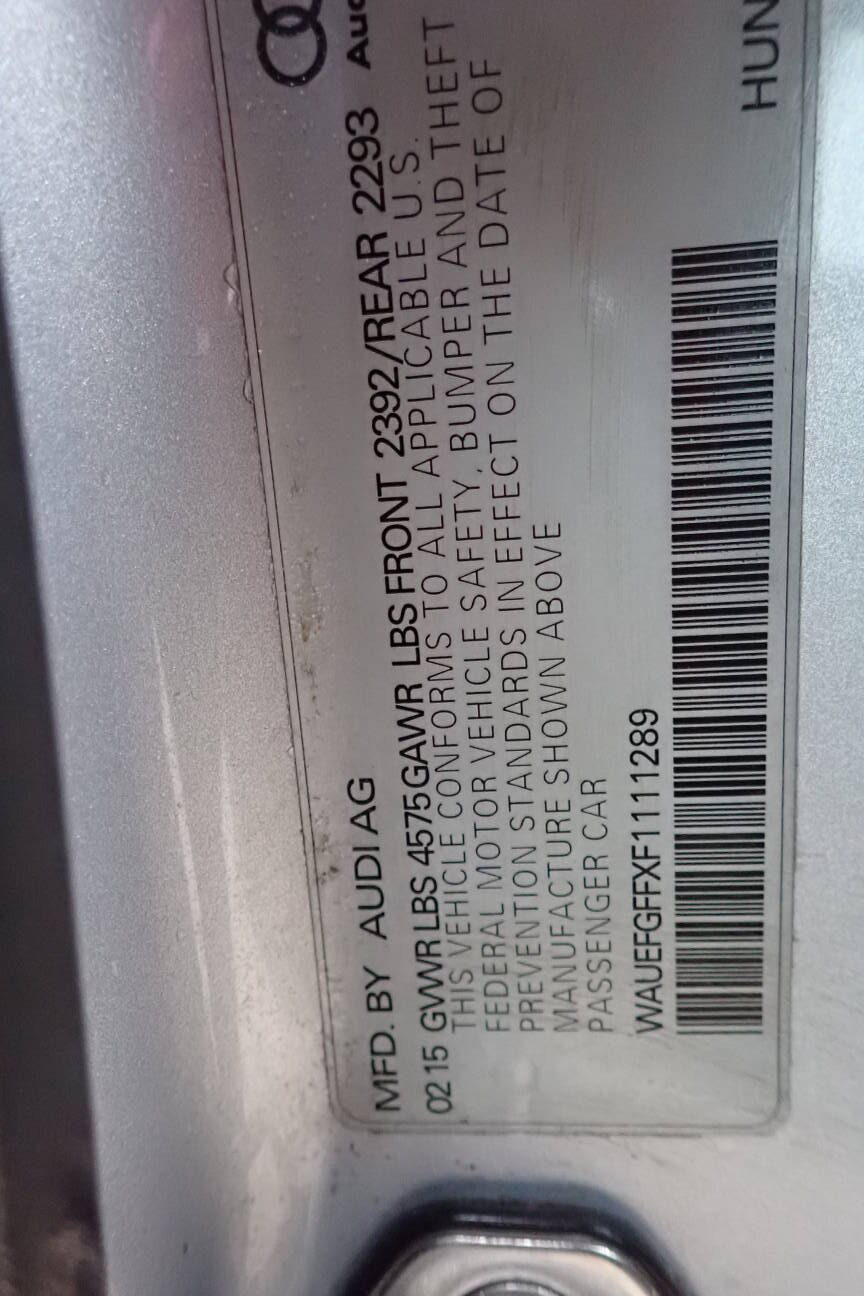 MFD. BY AUDI AG
02 15 GVWR LBS 4575 GAWR LBS FRONT 2392/REAR 2293
THIS VEHICLE CONFORMS TO ALL APPLICABLE U.S.
FEDERAL MOTOR VEHICLE SAFETY, BUMPER AND THEFT
PREVENTION STANDARDS IN EFFECT ON THE DATE OF
MANUFACTURE SHOWN ABOVE
PASSENGER CAR
WAUEFGFFXF1111289